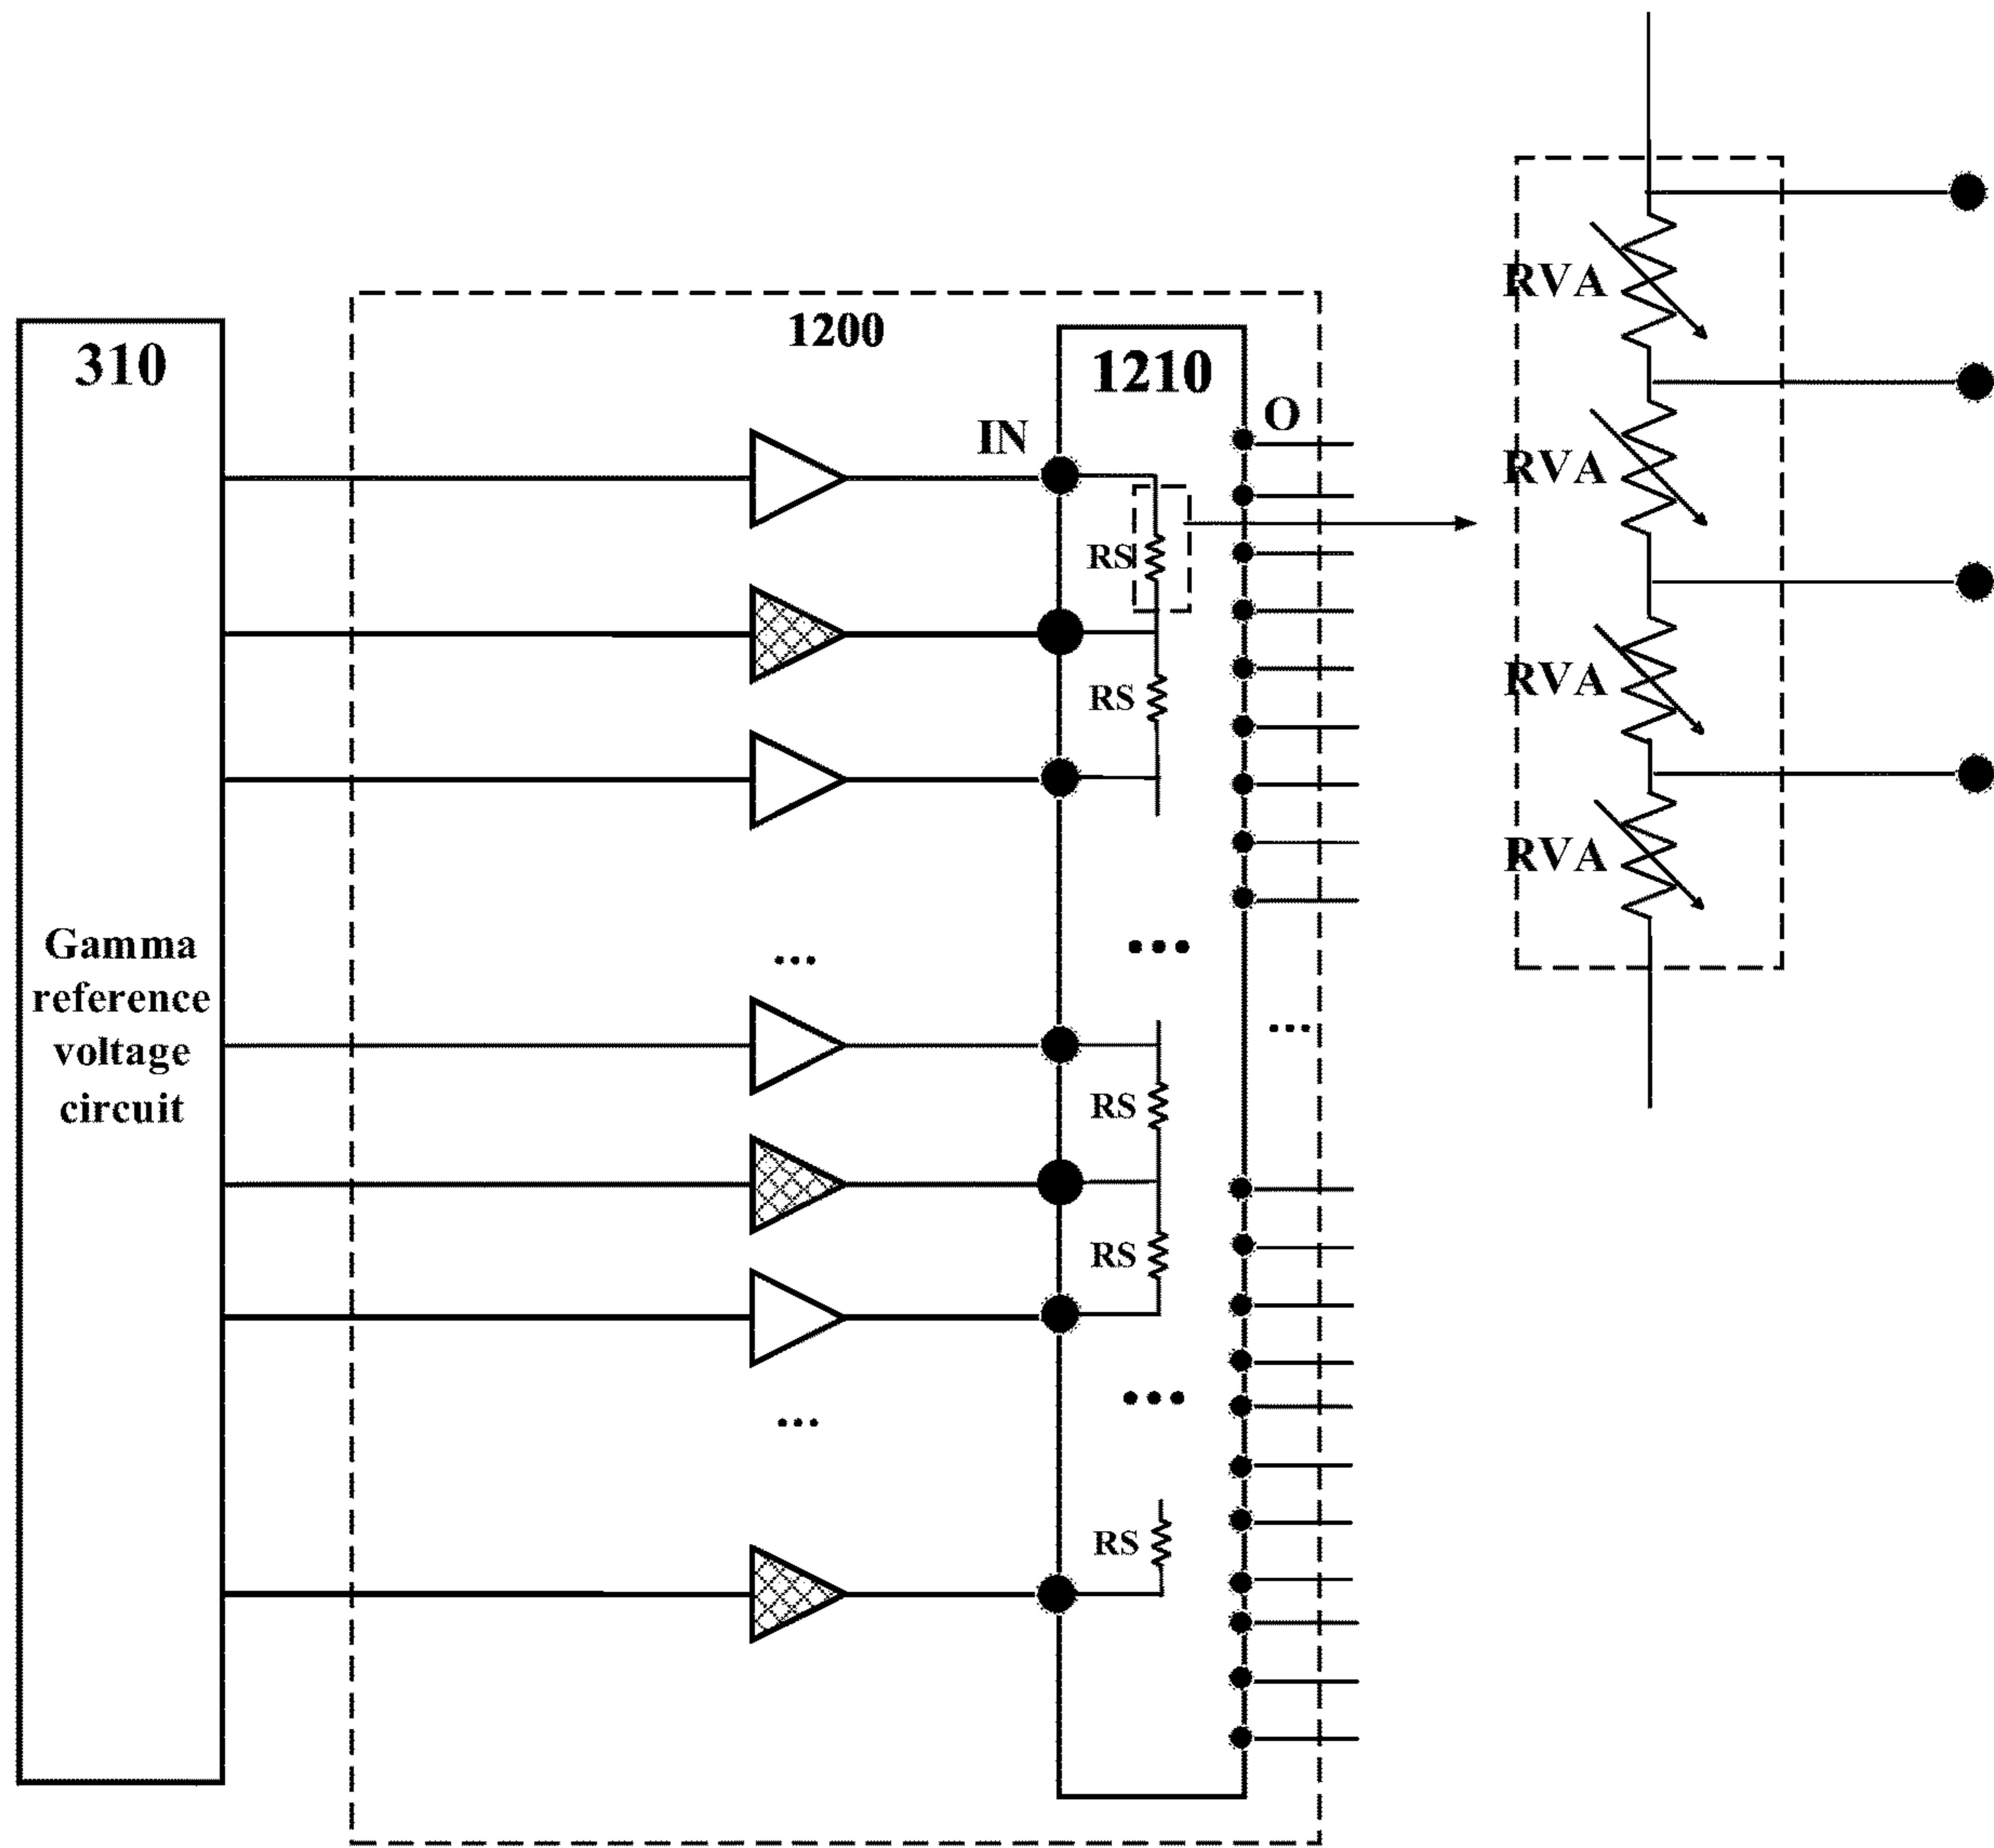 310
Gamma
reference
voltage
circuit
1200
1210
IN
O
RS
RS
...
...
...
RS
RS
...
...
RS
RVA
RVA
RVA
RVA